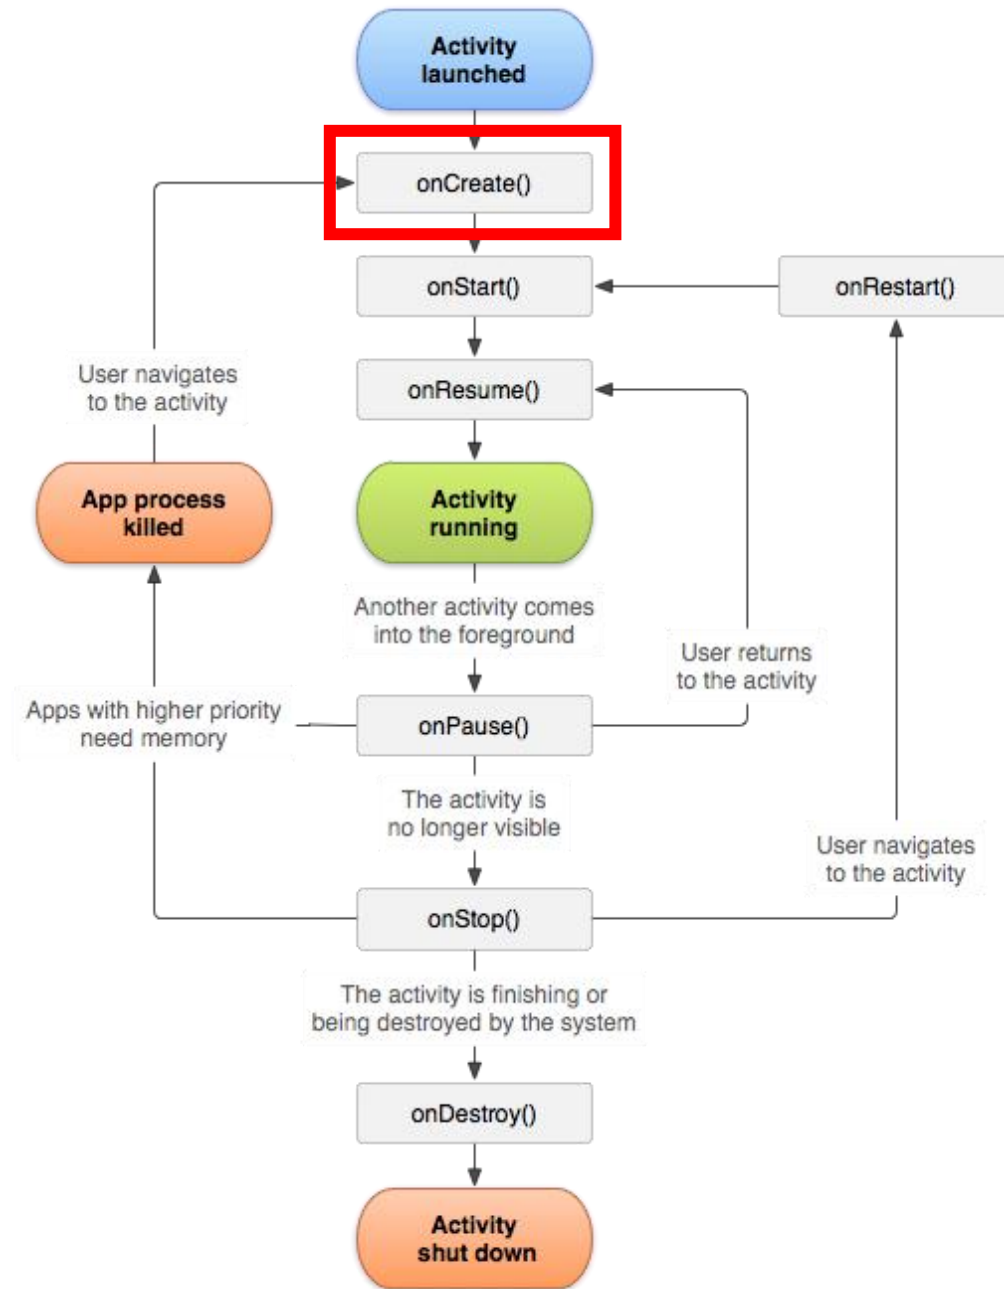 Activity
launched
onCreate()
onStart()
onRestart()
User navigates
to the activity
onResume()
App process
killed
Activity
running
Another activity comes
into the foreground
User returns
to the activity
Apps with higher priority
need memory
onPause()
The activity is
no longer visible
User navigates
to the activity
onStop()
The activity is finishing or
being destroyed by the system
onDestroy()
Activity
shut down